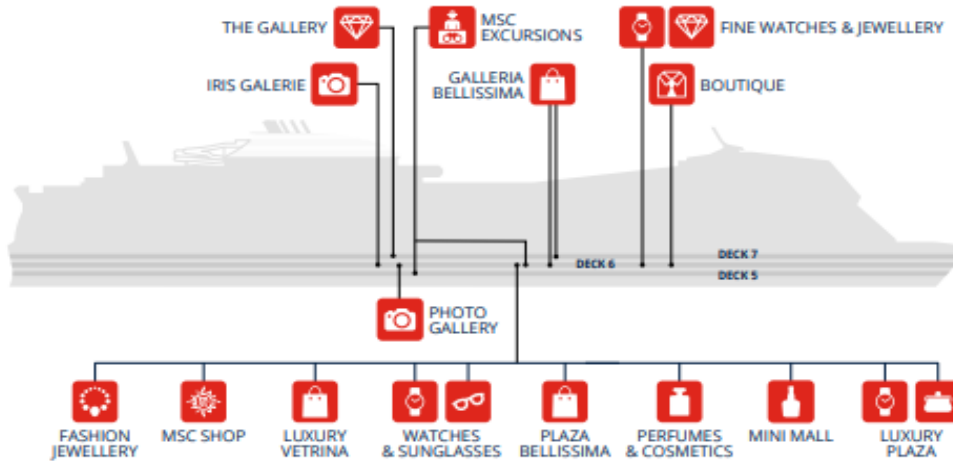 THE GALLERY
MSC
EXCURSIONS
FINE WATCHES & JEWELLERY
IRIS GALERIE
GALLERIA
BELLISSIMA
BOUTIQUE
DECK 7
DECK 6
DECK 5
PHOTO
GALLERY
FASHION
JEWELLERY
MSC SHOP
LUXURY
VETRINA
WATCHES
& SUNGLASSES
PLAZA
BELLISSIMA
PERFUMES
& COSMETICS
MINI MALL
LUXURY
PLAZA